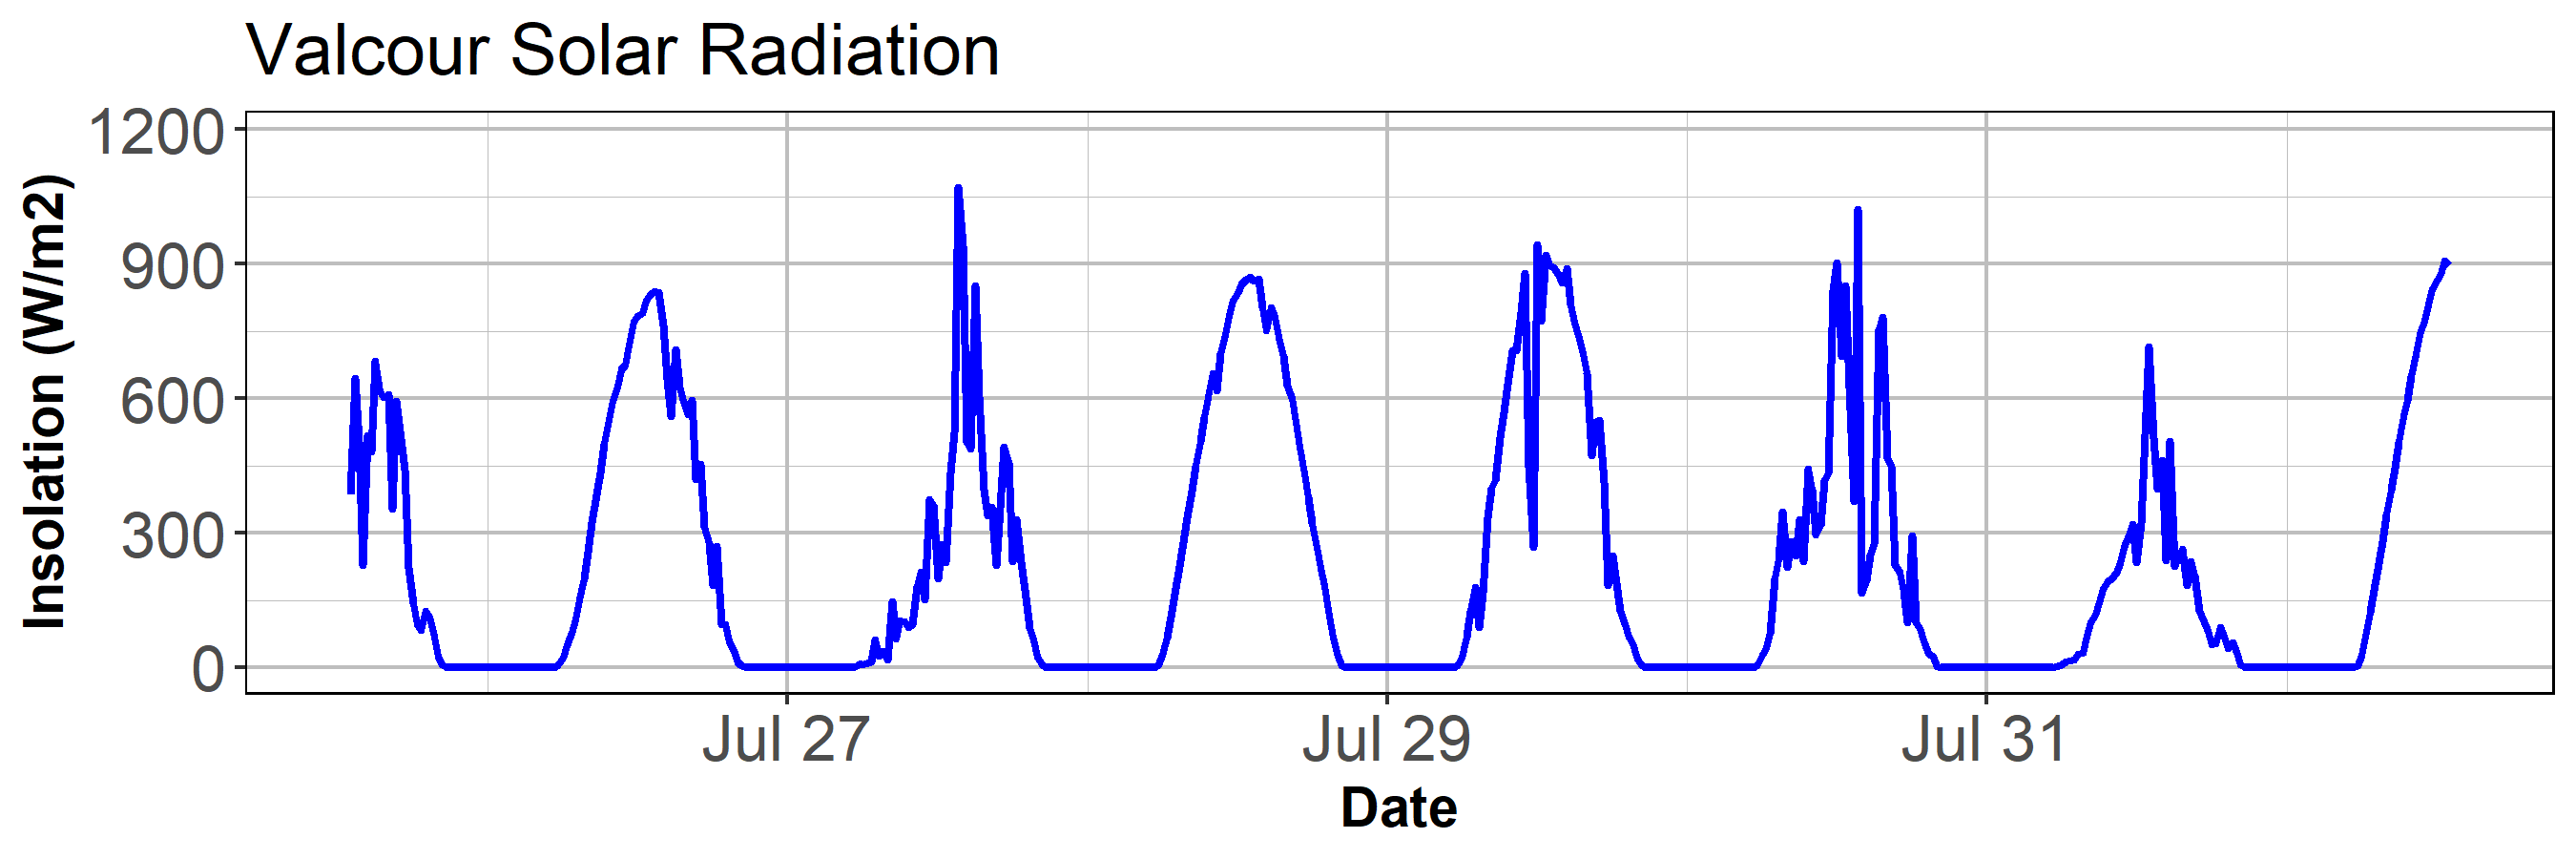 Valcour Solar Radiation
Insolation (W/m2)
1200
900
600
300
0
Jul 27
Jul 29
Jul 31
Date